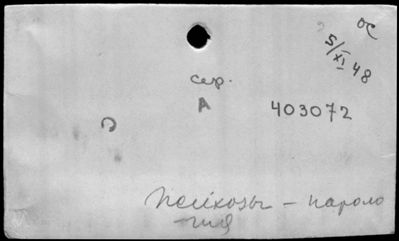 ОС
5/XI 48
сер.
А
403072
Психозы - пароло
гия